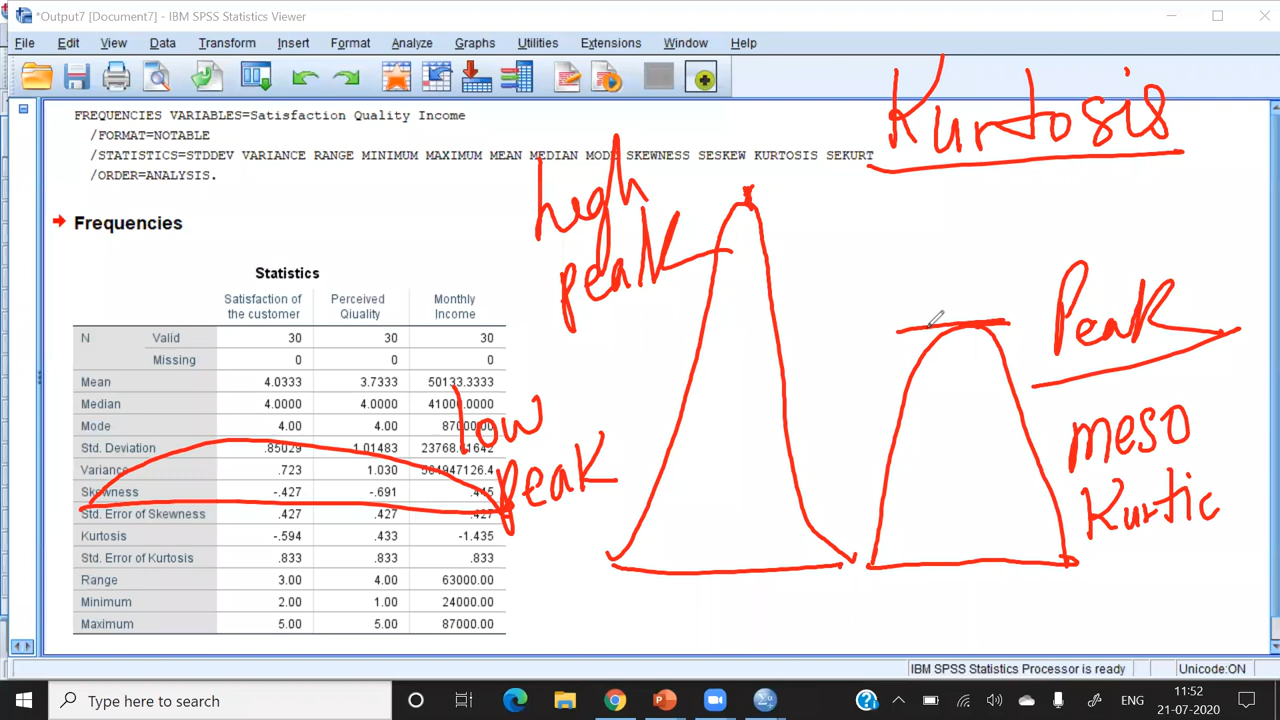 *Output7 [Document7] - IBM SPSS Statistics Viewer
File Edit View Data Transform Insert Format Analyze Graphs Utilities Extensions Window Help
FREQUENCIES VARIABLES=Satisfaction Quality Income
/FORMAT=NOTABLE
/STATISTICS=STDDEV VARIANCE RANGE MINIMUM MAXIMUM MEAN MEDIAN MODE SKEWNESS SESKEW KURTOSIS SEKURT
/ORDER=ANALYSIS.
Kurtosis
high
peak
Frequencies
Statistics
Satisfaction of the customer Perceived Qiuality Monthly Income
N Valid 30 30 30
Missing 0 0 0
Mean 4.0333 3.7333 50133.3333
Median 4.0000 4.0000 41000.0000
Mode 4.00 4.00 87000.00
Std. Deviation .85029 1.01483
Variance .723 1.030
Skewness -.427 -.691 .445
Std. Error of Skewness .427 .427 .427
Kurtosis -.594 .433 -1.435
Std. Error of Kurtosis .833 .833 .833
Range 3.00 4.00 63000.00
Minimum 2.00 1.00 24000.00
Maximum 5.00 5.00 87000.00
low
peak
Peak
meso
Kurtic
IBM SPSS Statistics Processor is ready Unicode:ON
Type here to search
ENG
11:52
21-07-2020